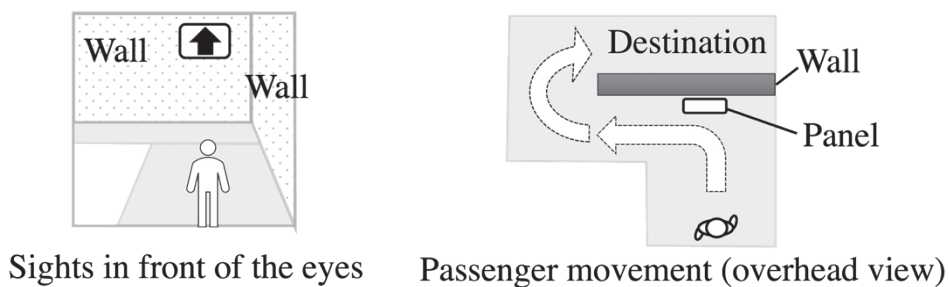 Wall
Wall
Sights in front of the eyes
Destination
Wall
Panel
Passenger movement (overhead view)